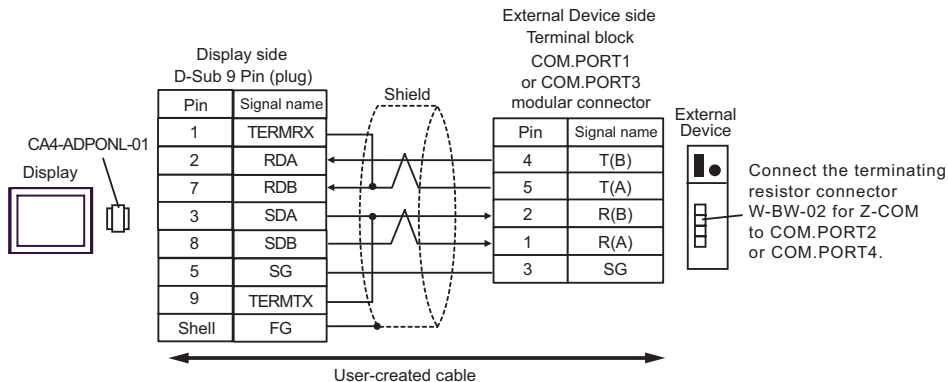 External Device side
Terminal block
COM.PORT1
or COM.PORT3
modular connector
Display side
D-Sub 9 Pin (plug)
Shield
External
Device
CA4-ADPONL-01
Display
Pin Signal name
1 TERMRX
2 RDA
7 RDB
3 SDA
8 SDB
5 SG
9 TERMTX
Shell FG
Pin Signal name
4 T(B)
5 T(A)
2 R(B)
1 R(A)
3 SG
Connect the terminating
resistor connector
W-BW-02 for Z-COM
to COM.PORT2
or COM.PORT4.
User-created cable